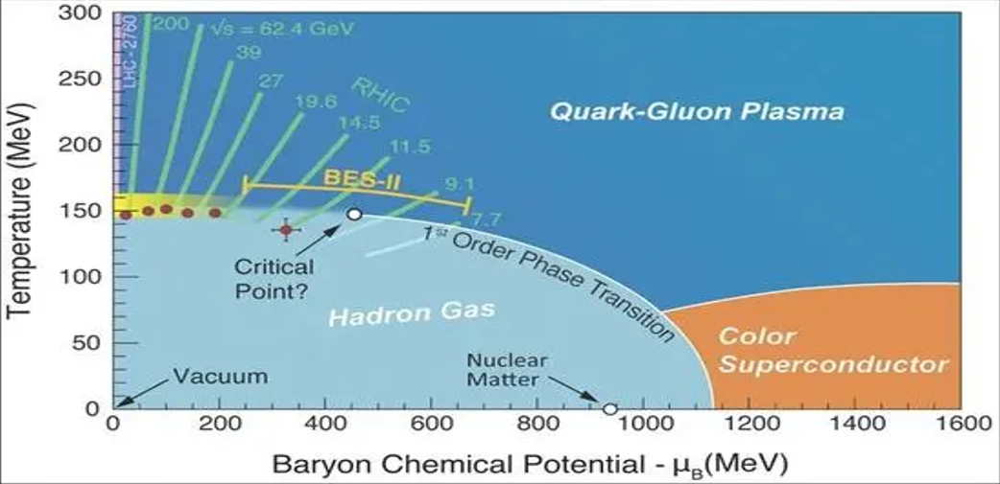 300
250
200
150
100
50
0
Temperature (MeV)
LHC - 2760
200
√s = 62.4 GeV
39
27
19.6
RHIC
14.5
11.5
BES-II
9.1
7.7
Quark-Gluon Plasma
1st Order Phase Transition
Critical
Point?
Hadron Gas
Color
Superconductor
Vacuum
Nuclear
Matter
0
200
400
600
800
1000
1200
1400
1600
Baryon Chemical Potential - μB(MeV)